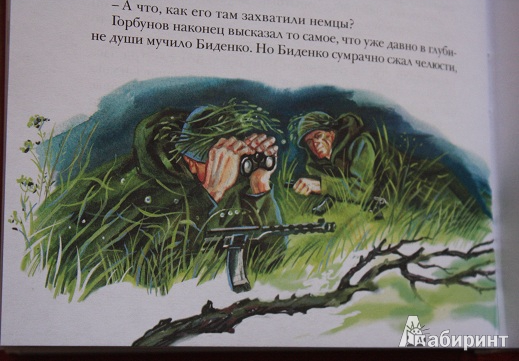 – А что, как его там захватили немцы?
Горбунов наконец высказал то самое, что уже давно в глуби-
не души мучило Биденко. Но Биденко сумрачно сжал челюсти,
Лабиринт